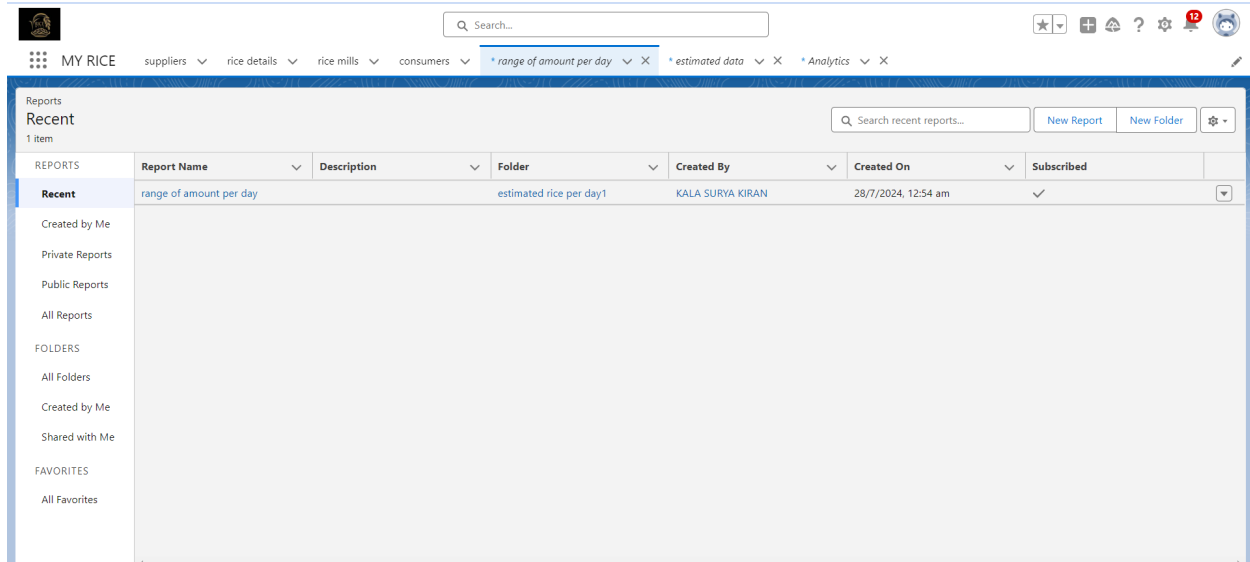 Search...
12
MY RICE suppliers rice details rice mills consumers * range of amount per day * estimated data * Analytics
Reports
Recent
1 item
Search recent reports...
New Report
New Folder
REPORTS
Report Name Description Folder Created By Created On Subscribed
Recent
range of amount per day estimated rice per day1 KALA SURYA KIRAN 28/7/2024, 12:54 am
Created by Me
Private Reports
Public Reports
All Reports
FOLDERS
All Folders
Created by Me
Shared with Me
FAVORITES
All Favorites